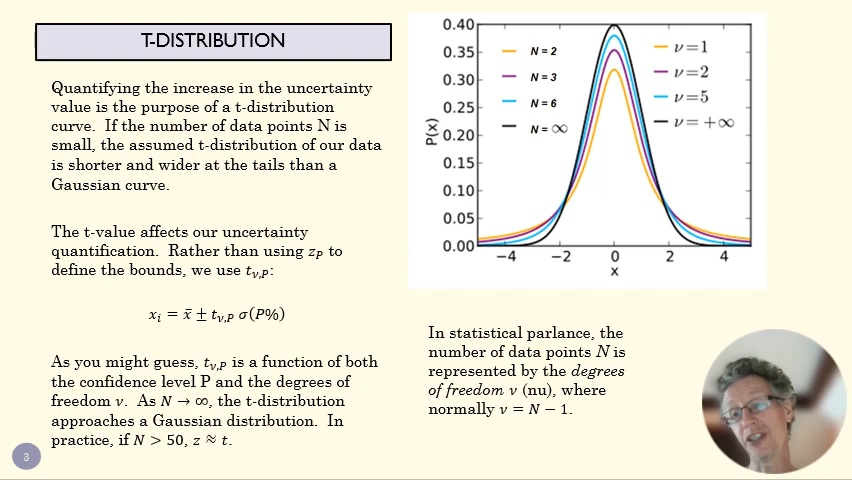 T-DISTRIBUTION
Quantifying the increase in the uncertainty
value is the purpose of a t-distribution
curve. If the number of data points N is
small, the assumed t-distribution of our data
is shorter and wider at the tails than a
Gaussian curve.
The t-value affects our uncertainty
quantification. Rather than using z_P to
define the bounds, we use t_{ν,P}:
x_i = x̄ ± t_{ν,P} σ(P%)
As you might guess, t_{ν,P} is a function of both
the confidence level P and the degrees of
freedom ν. As N → ∞, the t-distribution
approaches a Gaussian distribution. In
practice, if N > 50, z ≈ t.
3
0.40
0.35
0.30
0.25
0.20
0.15
0.10
0.05
0.00
P(x)
N = 2
N = 3
N = 6
N = ∞
ν=1
ν=2
ν=5
ν=+∞
−4 −2 0 2 4
x
In statistical parlance, the
number of data points N is
represented by the degrees
of freedom ν (nu), where
normally ν = N − 1.